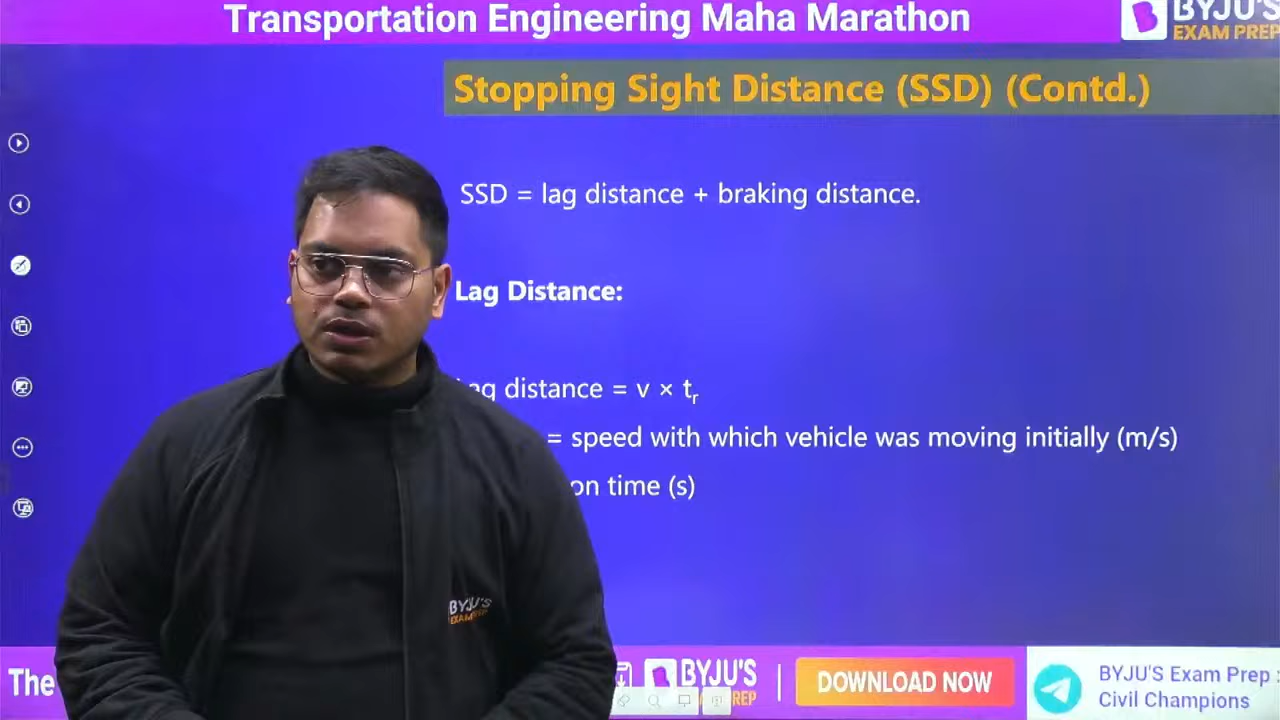 Transportation Engineering Maha Marathon
BYJU'S
EXAM PREP
Stopping Sight Distance (SSD) (Contd.)
SSD = lag distance + braking distance.
Lag Distance:
distance = v × tᵣ
= speed with which vehicle was moving initially (m/s)
time (s)
BYJU'S
EXAM PREP
The
BYJU'S
DOWNLOAD NOW
BYJU'S Exam Prep :
Civil Champions